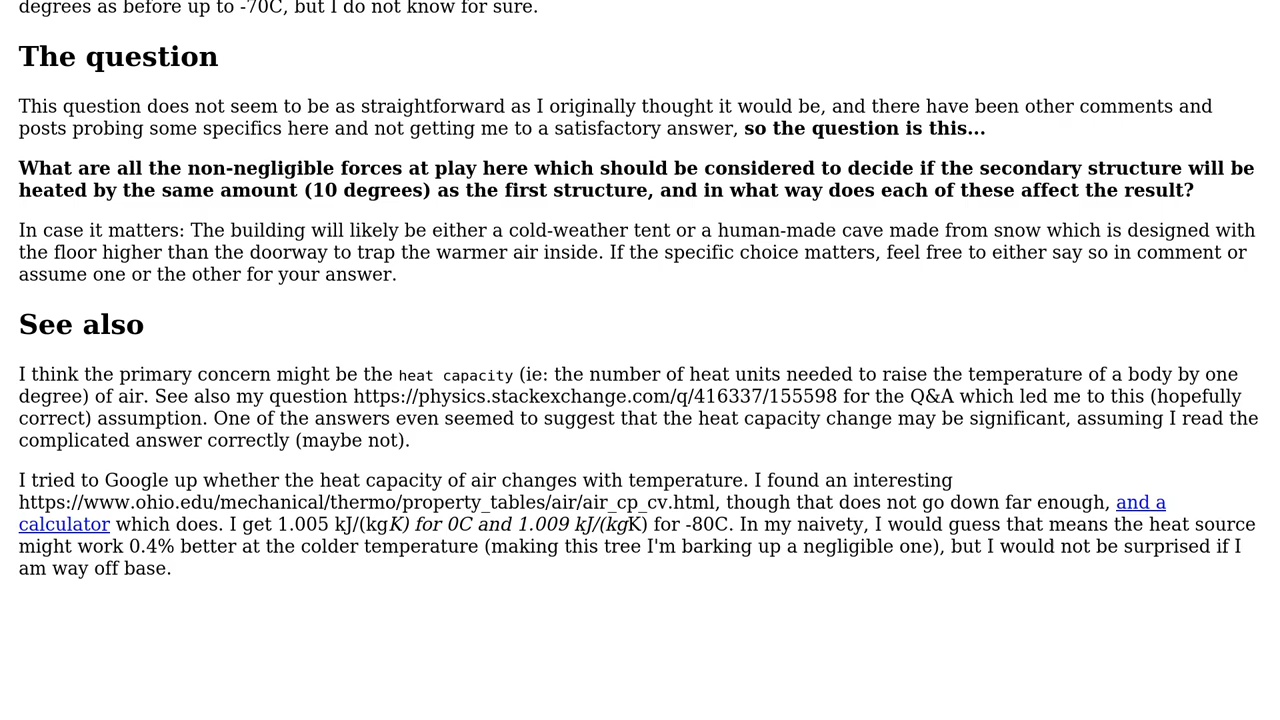 degrees as before up to -70C, but I do not know for sure.
The question
This question does not seem to be as straightforward as I originally thought it would be, and there have been other comments and
posts probing some specifics here and not getting me to a satisfactory answer, so the question is this...
What are all the non-negligible forces at play here which should be considered to decide if the secondary structure will be
heated by the same amount (10 degrees) as the first structure, and in what way does each of these affect the result?
In case it matters: The building will likely be either a cold-weather tent or a human-made cave made from snow which is designed with
the floor higher than the doorway to trap the warmer air inside. If the specific choice matters, feel free to either say so in comment or
assume one or the other for your answer.
See also
I think the primary concern might be the heat capacity (ie: the number of heat units needed to raise the temperature of a body by one
degree) of air. See also my question https://physics.stackexchange.com/q/416337/155598 for the Q&A which led me to this (hopefully
correct) assumption. One of the answers even seemed to suggest that the heat capacity change may be significant, assuming I read the
complicated answer correctly (maybe not).
I tried to Google up whether the heat capacity of air changes with temperature. I found an interesting
https://www.ohio.edu/mechanical/thermo/property_tables/air/air_cp_cv.html, though that does not go down far enough, and a
calculator which does. I get 1.005 kJ/(kgK) for 0C and 1.009 kJ/(kgK) for -80C. In my naivety, I would guess that means the heat source
might work 0.4% better at the colder temperature (making this tree I'm barking up a negligible one), but I would not be surprised if I
am way off base.